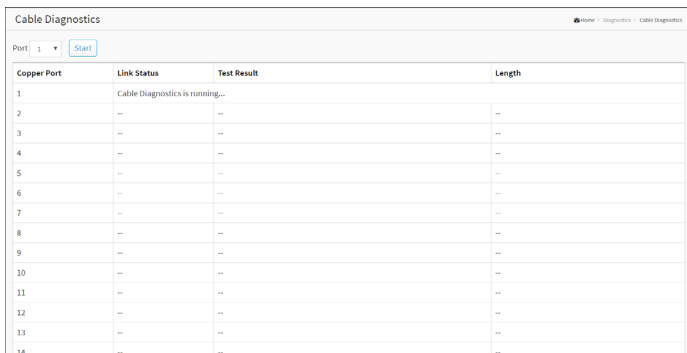 Cable Diagnostics
Home > Diagnostics > Cable Diagnostics
Port 1 Start
Copper Port Link Status Test Result Length
1 Cable Diagnostics is running...
2 -- -- --
3 -- -- --
4 -- -- --
5 -- -- --
6 -- -- --
7 -- -- --
8 -- -- --
9 -- -- --
10 -- -- --
11 -- -- --
12 -- -- --
13 -- -- --
14 -- -- --